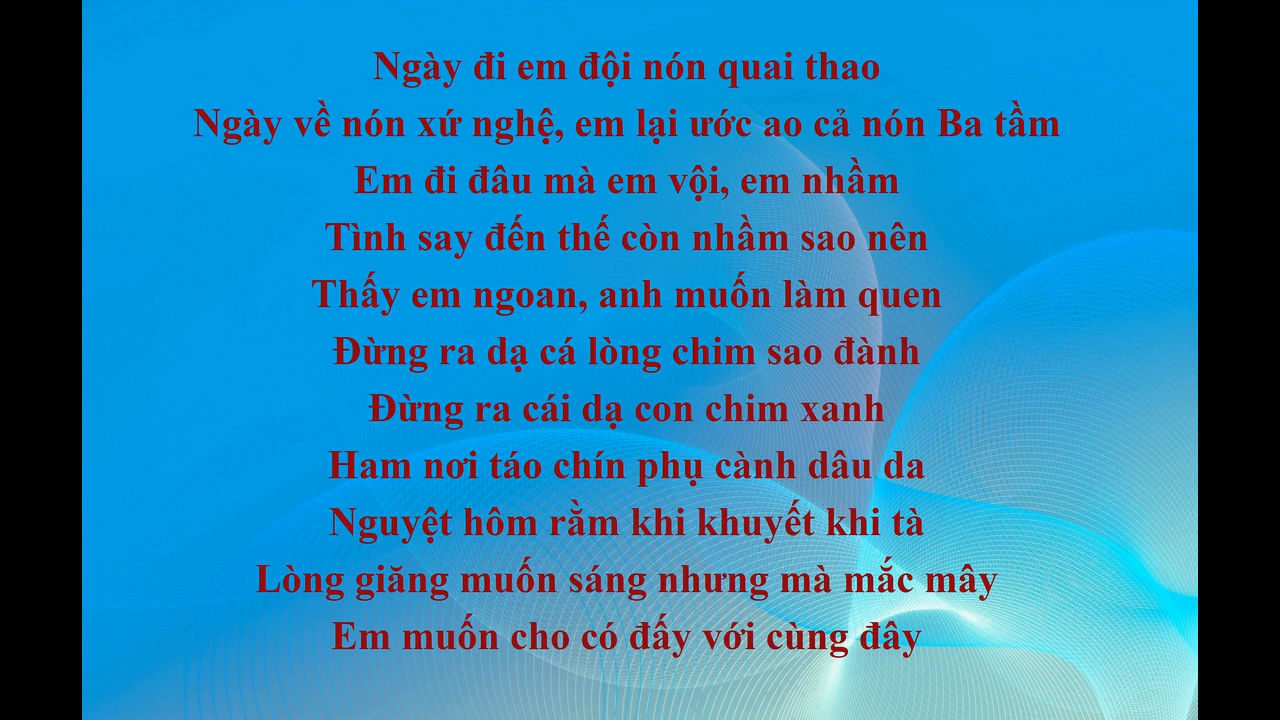 Ngày đi em đội nón quai thao
Ngày về nón xứ nghệ, em lại ước ao cả nón Ba tầm
Em đi đâu mà em vội, em nhầm
Tình say đến thế còn nhầm sao nên
Thấy em ngoan, anh muốn làm quen
Đừng ra dạ cá lòng chim sao đành
Đừng ra cái dạ con chim xanh
Ham nơi táo chín phụ cành dâu da
Nguyệt hôm rằm khi khuyết khi tà
Lòng giăng muốn sáng nhưng mà mắc mây
Em muốn cho có đấy với cùng đây